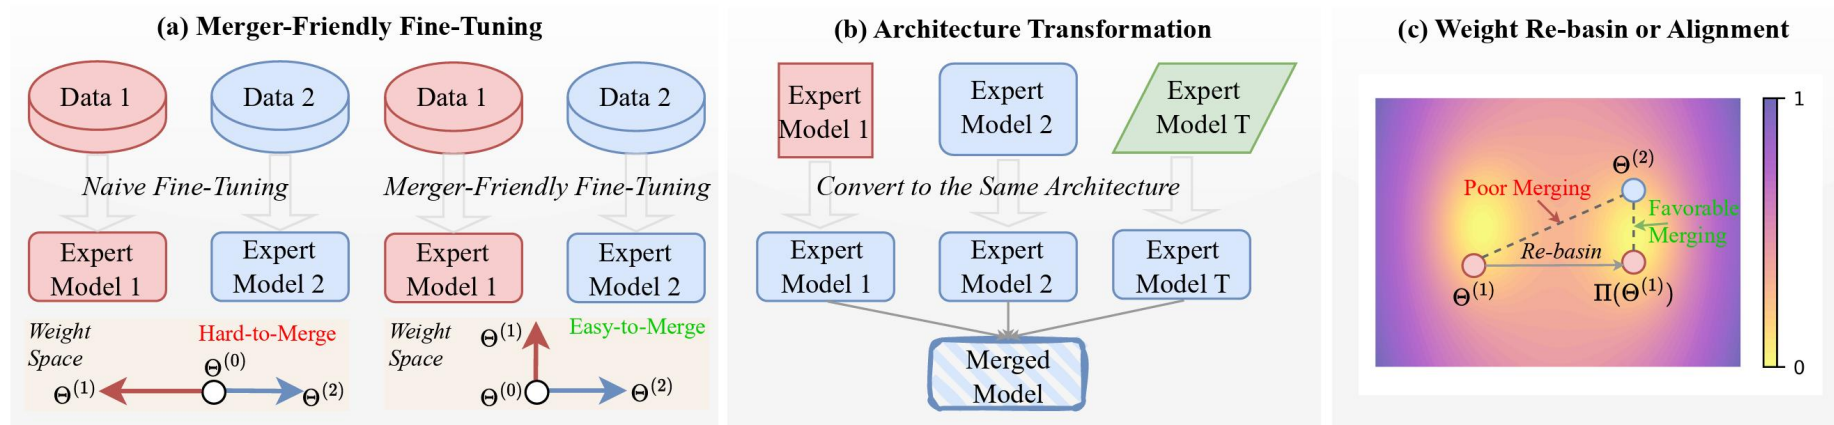 (a) Merger-Friendly Fine-Tuning
Data 1
Data 2
Data 1
Data 2
Naive Fine-Tuning
Merger-Friendly Fine-Tuning
Expert
Model 1
Expert
Model 2
Expert
Model 1
Expert
Model 2
Weight
Space
Hard-to-Merge
Θ(0)
Θ(1)
Θ(2)
Weight
Space
Easy-to-Merge
Θ(1)
Θ(0)
Θ(2)
(b) Architecture Transformation
Expert
Model 1
Expert
Model 2
Expert
Model T
Convert to the Same Architecture
Expert
Model 1
Expert
Model 2
Expert
Model T
Merged
Model
(c) Weight Re-basin or Alignment
Θ(2)
Poor Merging
Favorable
Merging
Re-basin
Θ(1)
Π(Θ(1))
1
0